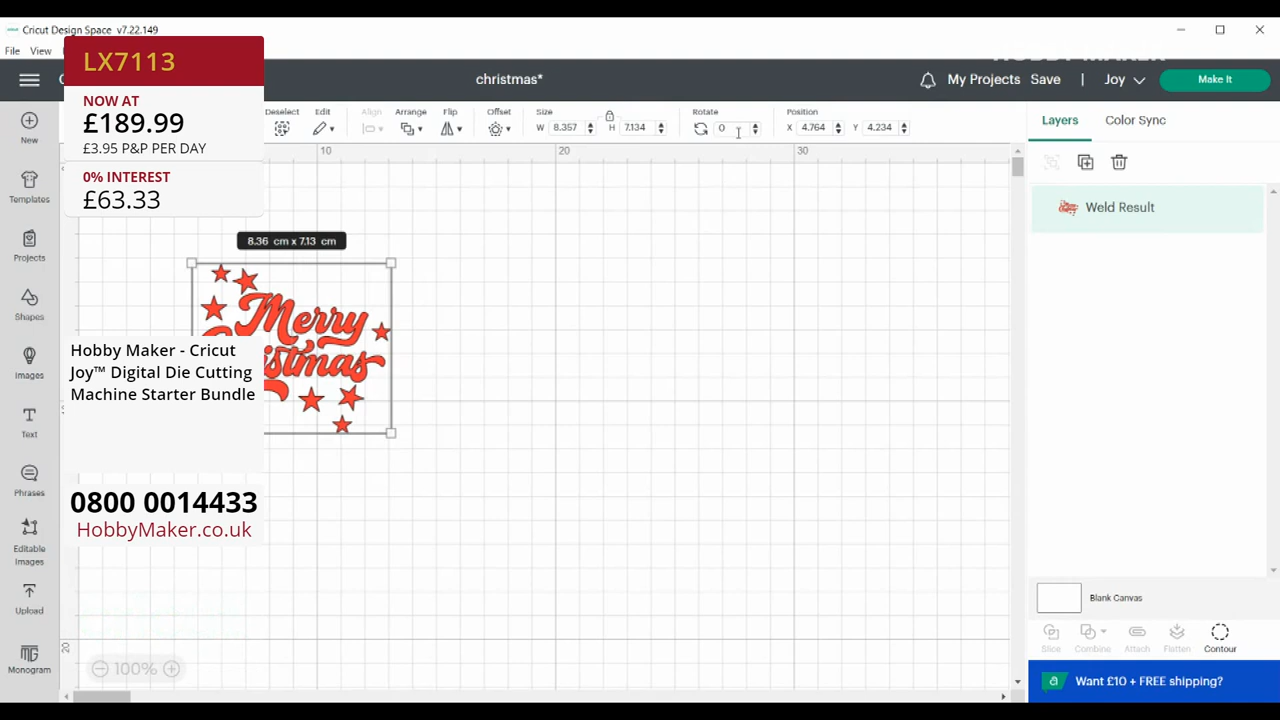 Cricut Design Space v7.22.149
File View
LX7113
NOW AT
£189.99
£3.95 P&P PER DAY
0% INTEREST
£63.33
Hobby Maker - Cricut
Joy™ Digital Die Cutting
Machine Starter Bundle
0800 0014433
HobbyMaker.co.uk
christmas*
My Projects Save | Joy Make It
Deselect Edit Align Arrange Flip Offset Size Rotate Position
W 8.357 H 7.134 0 X 4.764 Y 4.234
10 20 30
New
Templates
Projects
Shapes
Images
Text
Phrases
Editable
Images
Upload
Monogram
8.36 cm x 7.13 cm
Merry
20
100%
Layers Color Sync
Weld Result
Blank Canvas
Slice Combine Attach Flatten Contour
a Want £10 + FREE shipping?